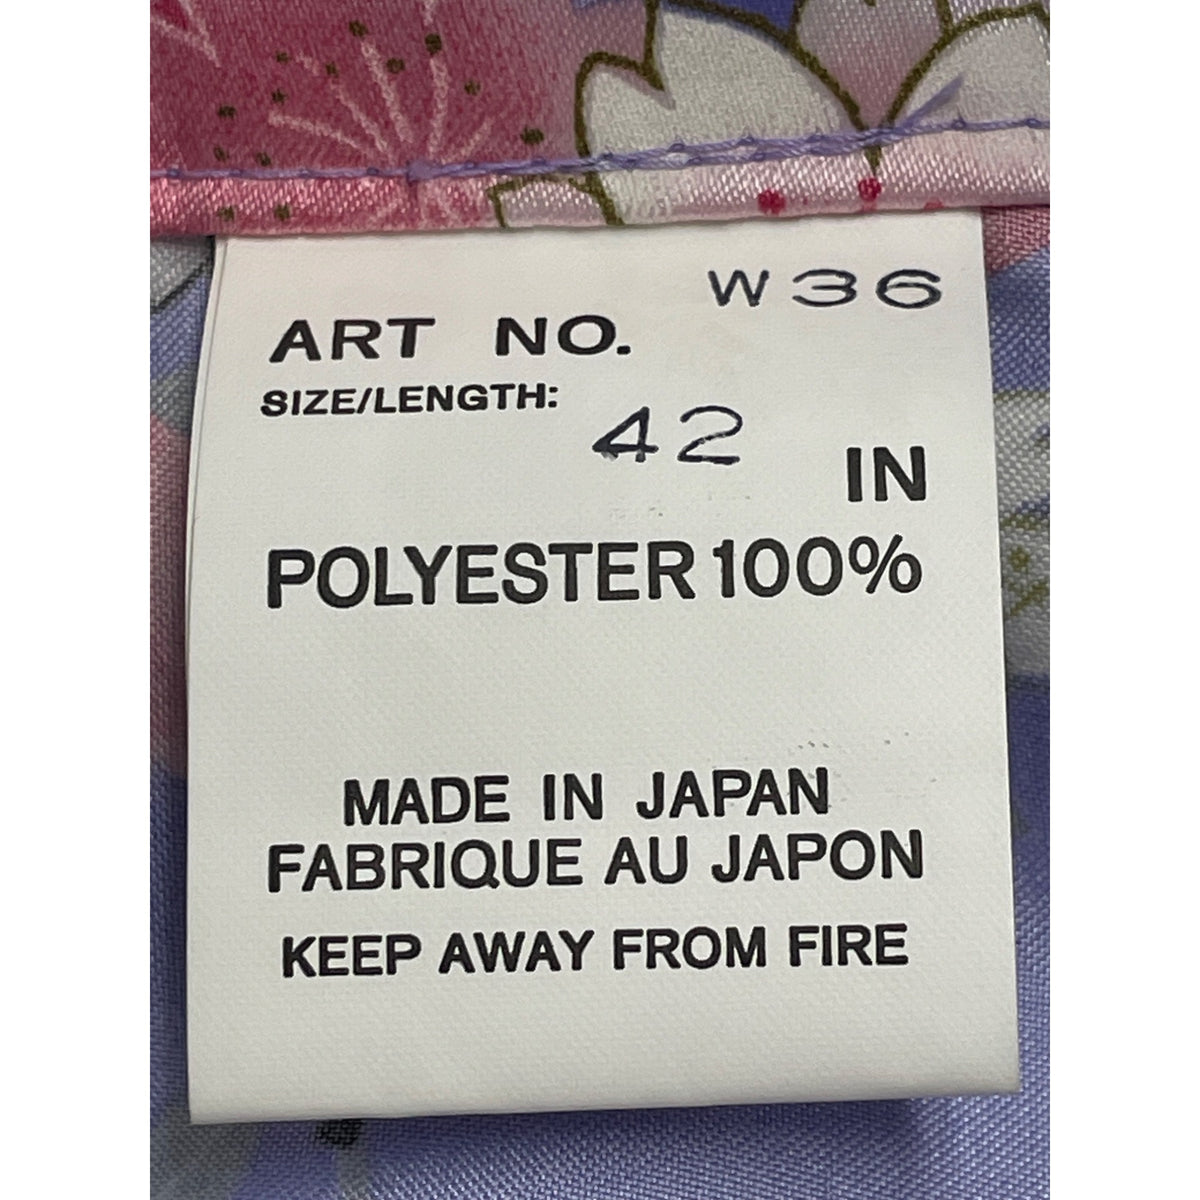 W36
ART NO.
SIZE/LENGTH:
42
IN
POLYESTER 100%
MADE IN JAPAN
FABRIQUE AU JAPON
KEEP AWAY FROM FIRE